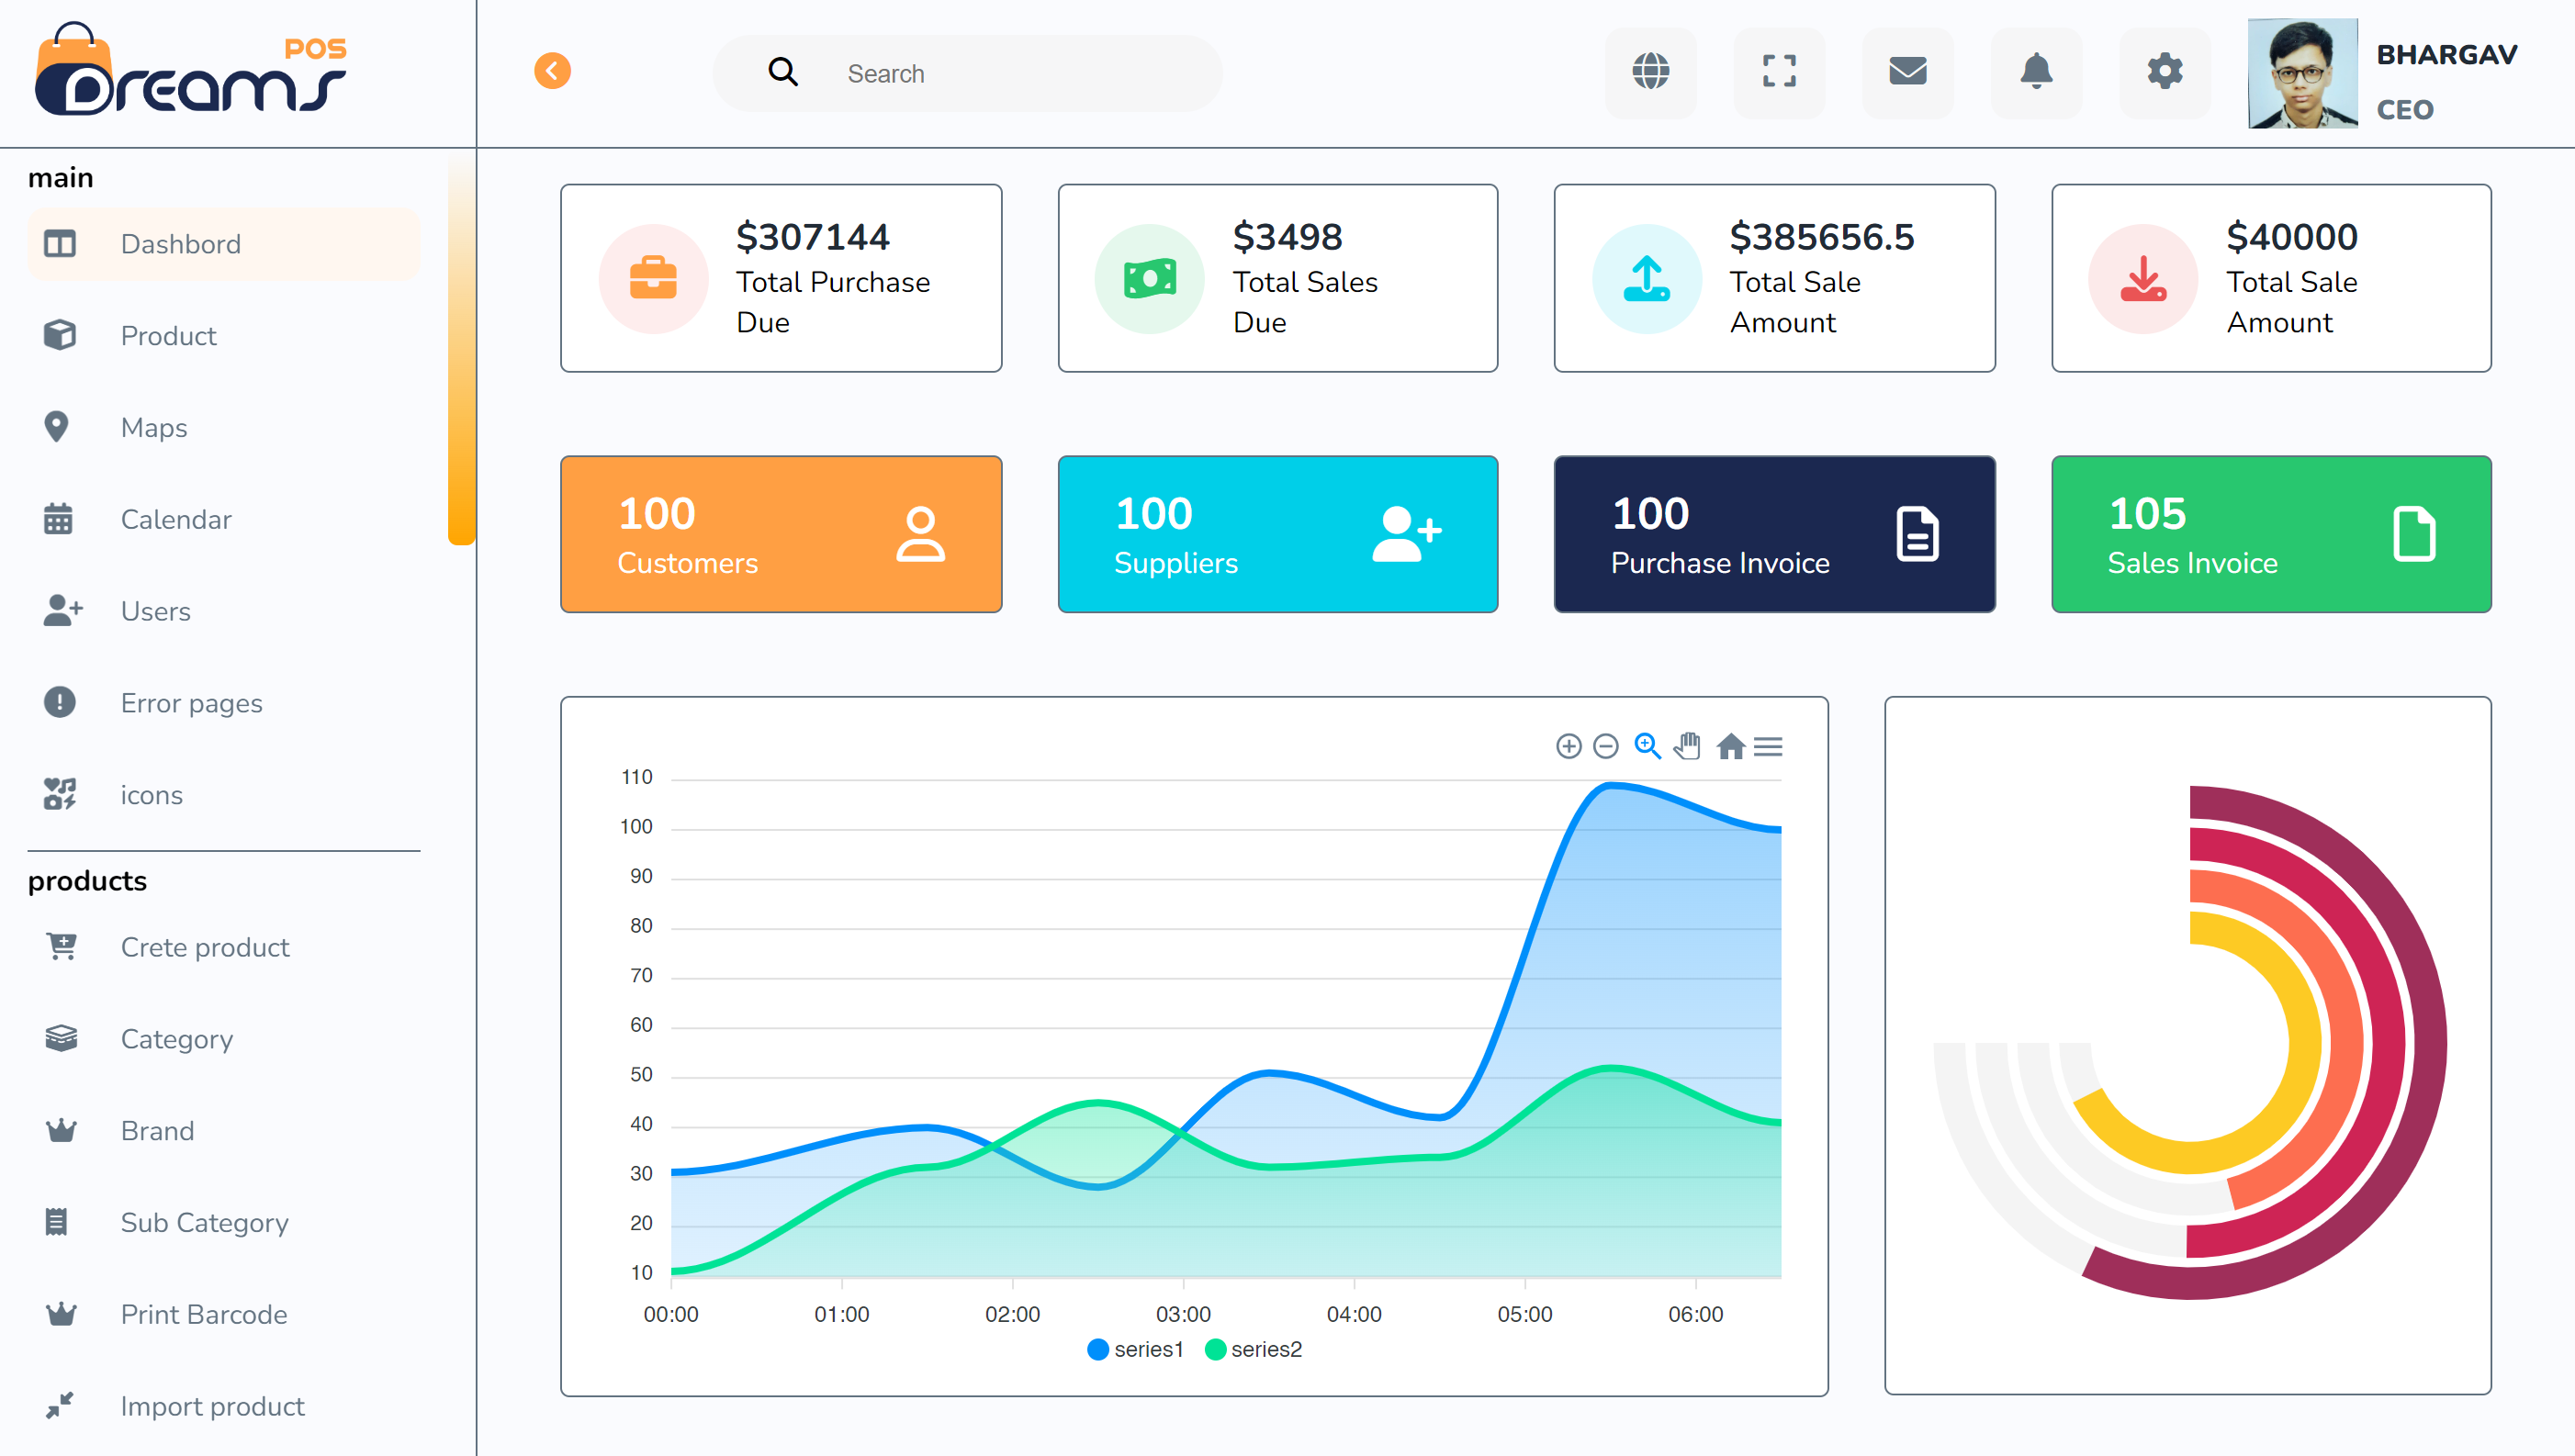 POS
Dreams
Search
BHARGAV
CEO
main
Dashbord
Product
Maps
Calendar
Users
Error pages
icons
products
Crete product
Category
Brand
Sub Category
Print Barcode
Import product
$307144
Total Purchase
Due
$3498
Total Sales
Due
$385656.5
Total Sale
Amount
$40000
Total Sale
Amount
100
Customers
100
Suppliers
100
Purchase Invoice
105
Sales Invoice
110
100
90
80
70
60
50
40
30
20
10
00:00 01:00 02:00 03:00 04:00 05:00 06:00
series1 series2